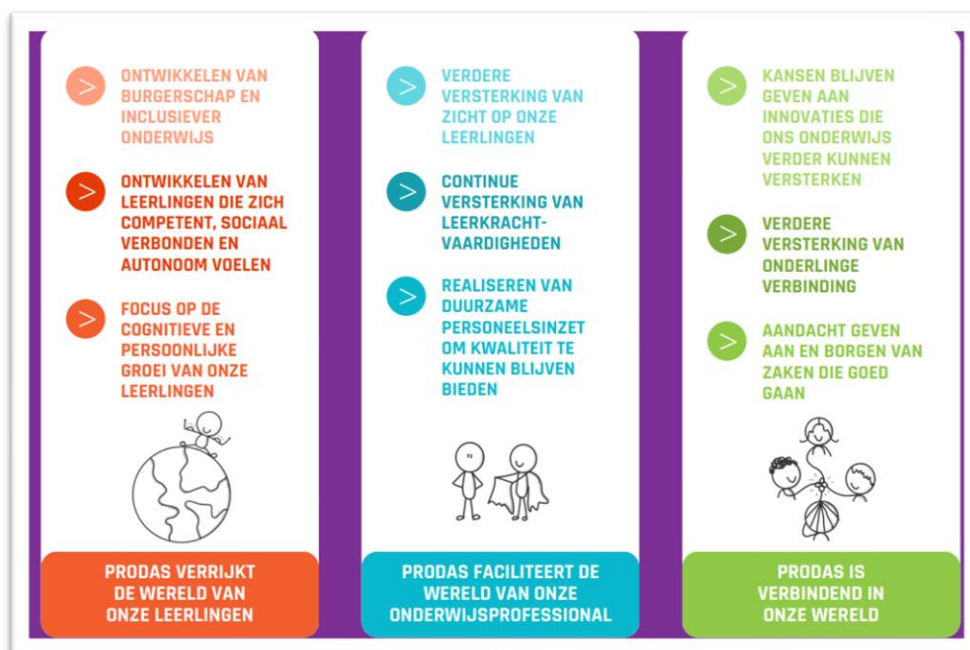 ONTWIKKELEN VAN
BURGERSCHAP EN
INCLUSIEVER
ONDERWIJS
ONTWIKKELEN VAN
LEERLINGEN DIE ZICH
COMPETENT, SOCIAAL
VERBONDEN EN
AUTONOOM VOELEN
FOCUS OP DE
COGNITIEVE EN
PERSOONLIJKE
GROEI VAN ONZE
LEERLINGEN
PRODAS VERRIJKT
DE WERELD VAN
ONZE LEERLINGEN
VERDERE
VERSTERKING VAN
ZICHT OP ONZE
LEERLINGEN
CONTINUE
VERSTERKING VAN
LEERKRACHT-
VAARDIGHEDEN
REALISEREN VAN
DUURZAME
PERSONEELSINZET
OM KWALITEIT TE
KUNNEN BLIJVEN
BIEDEN
PRODAS FACILITEERT DE
WERELD VAN ONZE
ONDERWIJSPROFESSIONAL
KANSEN BLIJVEN
GEVEN AAN
INNOVATIES DIE
ONS ONDERWIJS
VERDER KUNNEN
VERSTERKEN
VERDERE
VERSTERKING VAN
ONDERLINGE
VERBINDING
AANDACHT GEVEN
AAN EN BORGEN VAN
ZAKEN DIE GOED
GAAN
PRODAS IS
VERBINDEND IN
ONZE WERELD